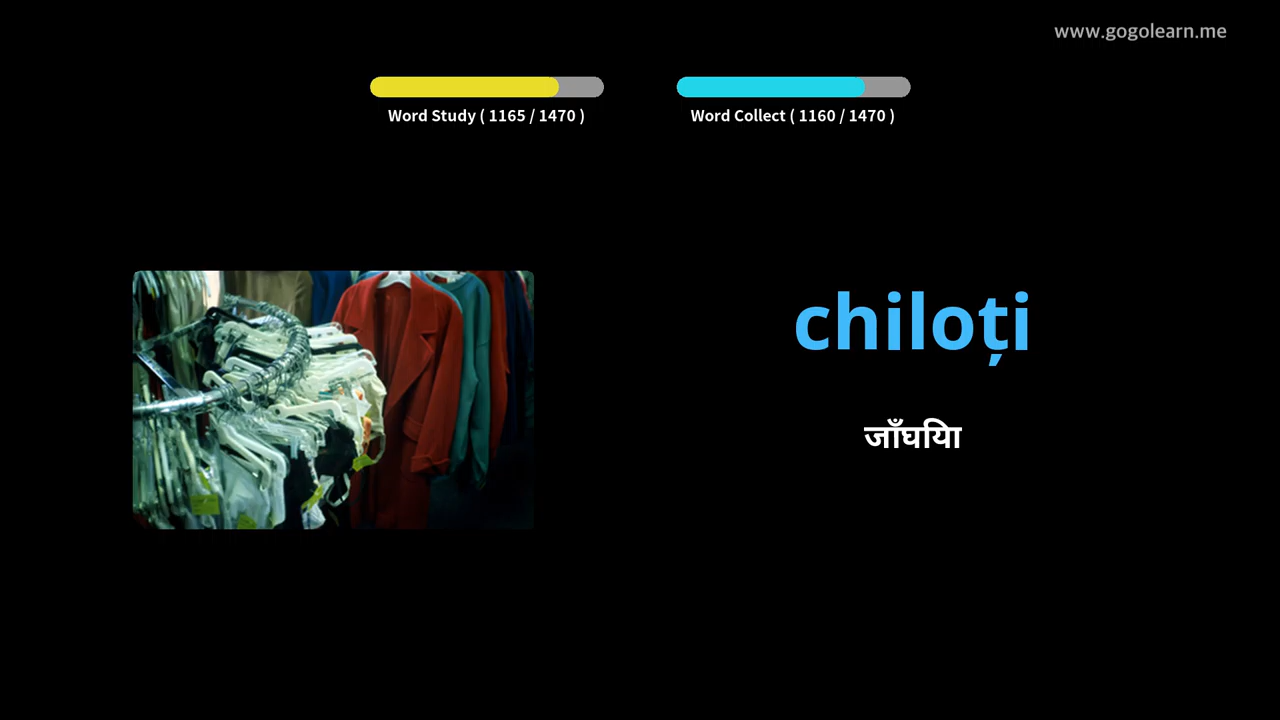 www.gogolearn.me
Word Study ( 1165 / 1470 )
Word Collect ( 1160 / 1470 )
chiloți
जाँघिया